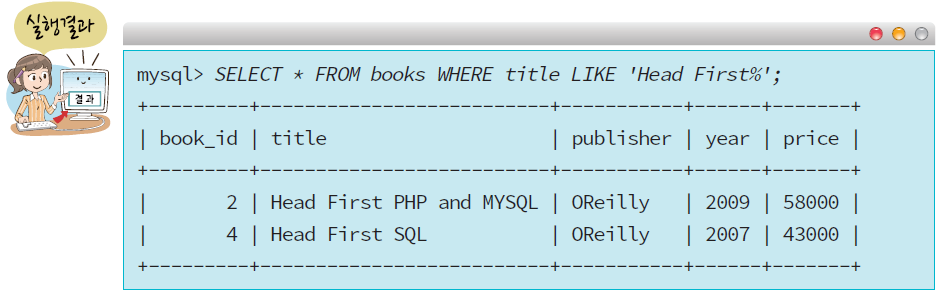 실행결과
결과
mysql> SELECT * FROM books WHERE title LIKE 'Head First%';
+---------+--------------------------+-----------+------+-------+
| book_id | title                    | publisher | year | price |
+---------+--------------------------+-----------+------+-------+
|       2 | Head First PHP and MYSQL | OReilly   | 2009 | 58000 |
|       4 | Head First SQL           | OReilly   | 2007 | 43000 |
+---------+--------------------------+-----------+------+-------+